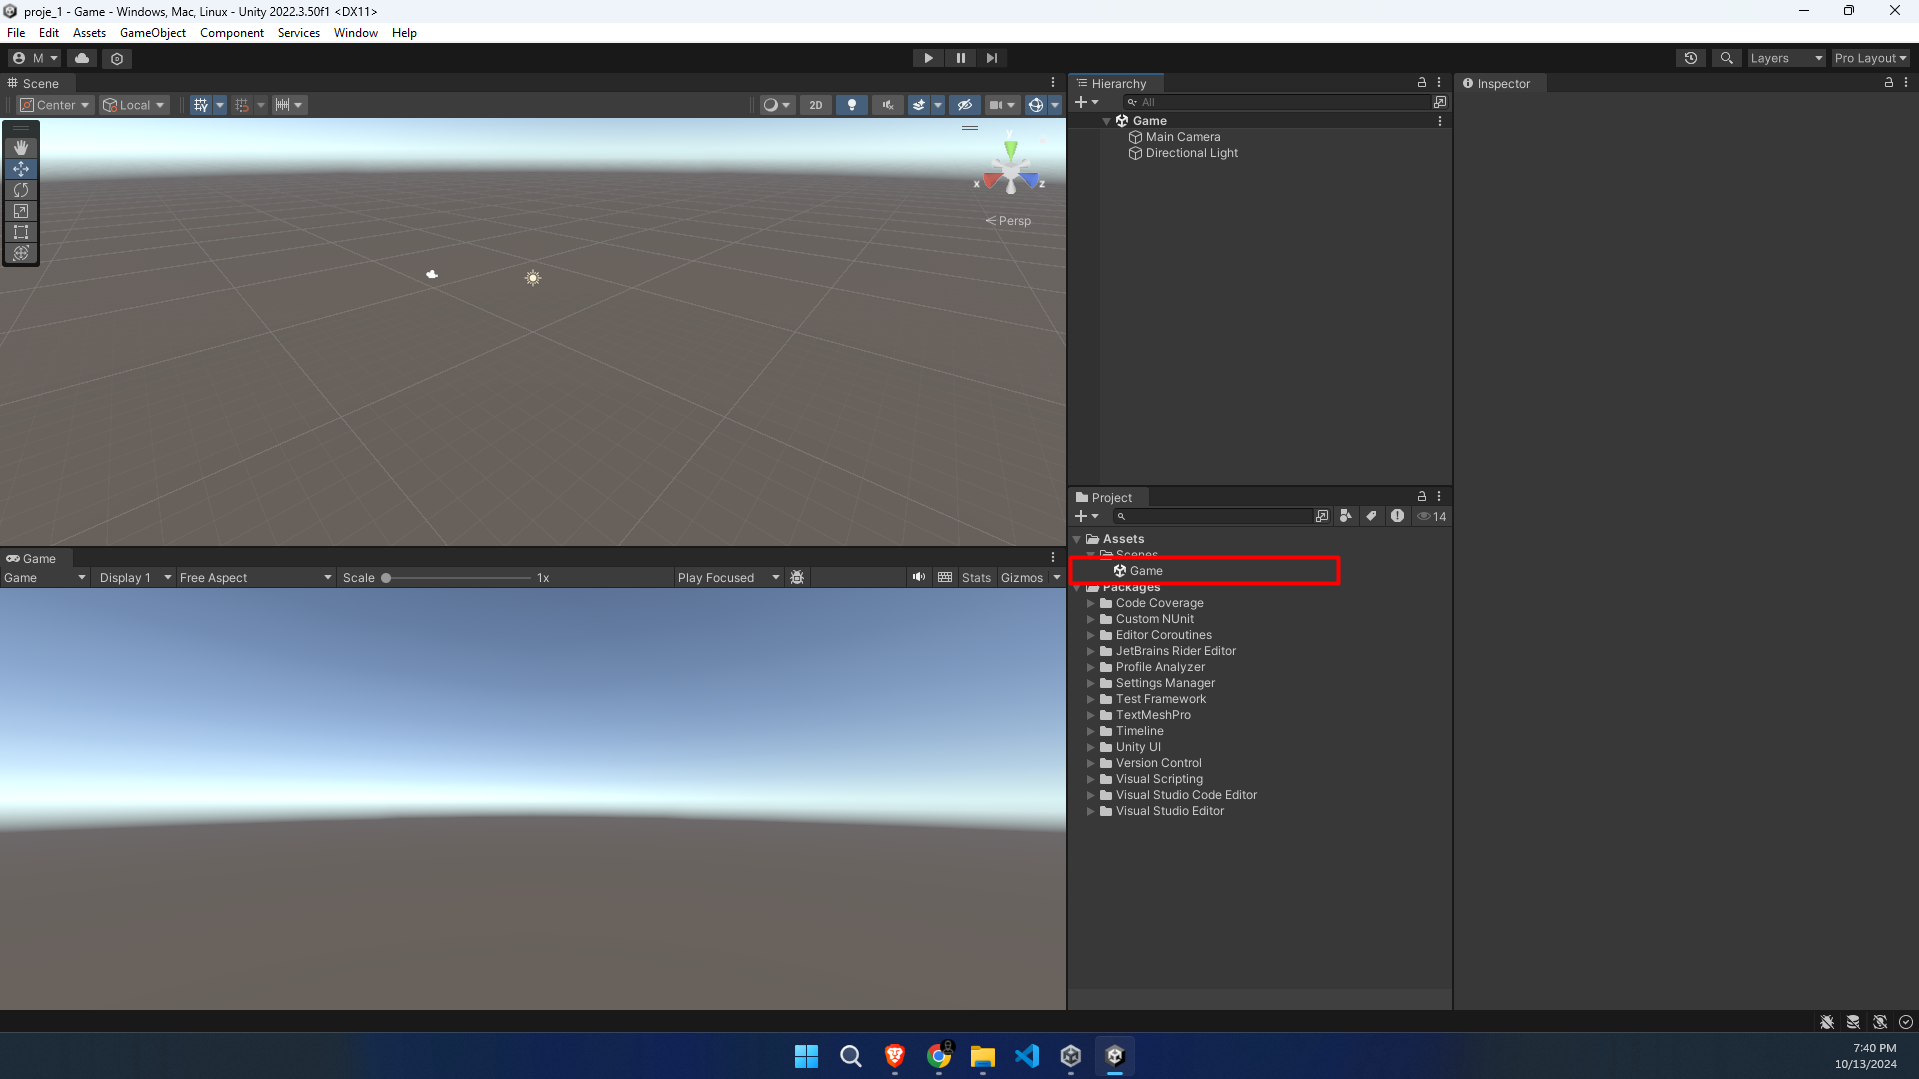 proje_1 - Game - Windows, Mac, Linux - Unity 2022.3.50f1 <DX11>
File Edit Assets GameObject Component Services Window Help
M
Layers
Pro Layout
Scene
Center
Local
2D
y
x
z
Persp
Hierarchy
All
Game
Main Camera
Directional Light
Inspector
Project
14
Assets
Scenes
Game
Packages
Code Coverage
Custom NUnit
Editor Coroutines
JetBrains Rider Editor
Profile Analyzer
Settings Manager
Test Framework
TextMeshPro
Timeline
Unity UI
Version Control
Visual Scripting
Visual Studio Code Editor
Visual Studio Editor
Game
Game Display 1 Free Aspect Scale 1x Play Focused Stats Gizmos
7:40 PM
10/13/2024